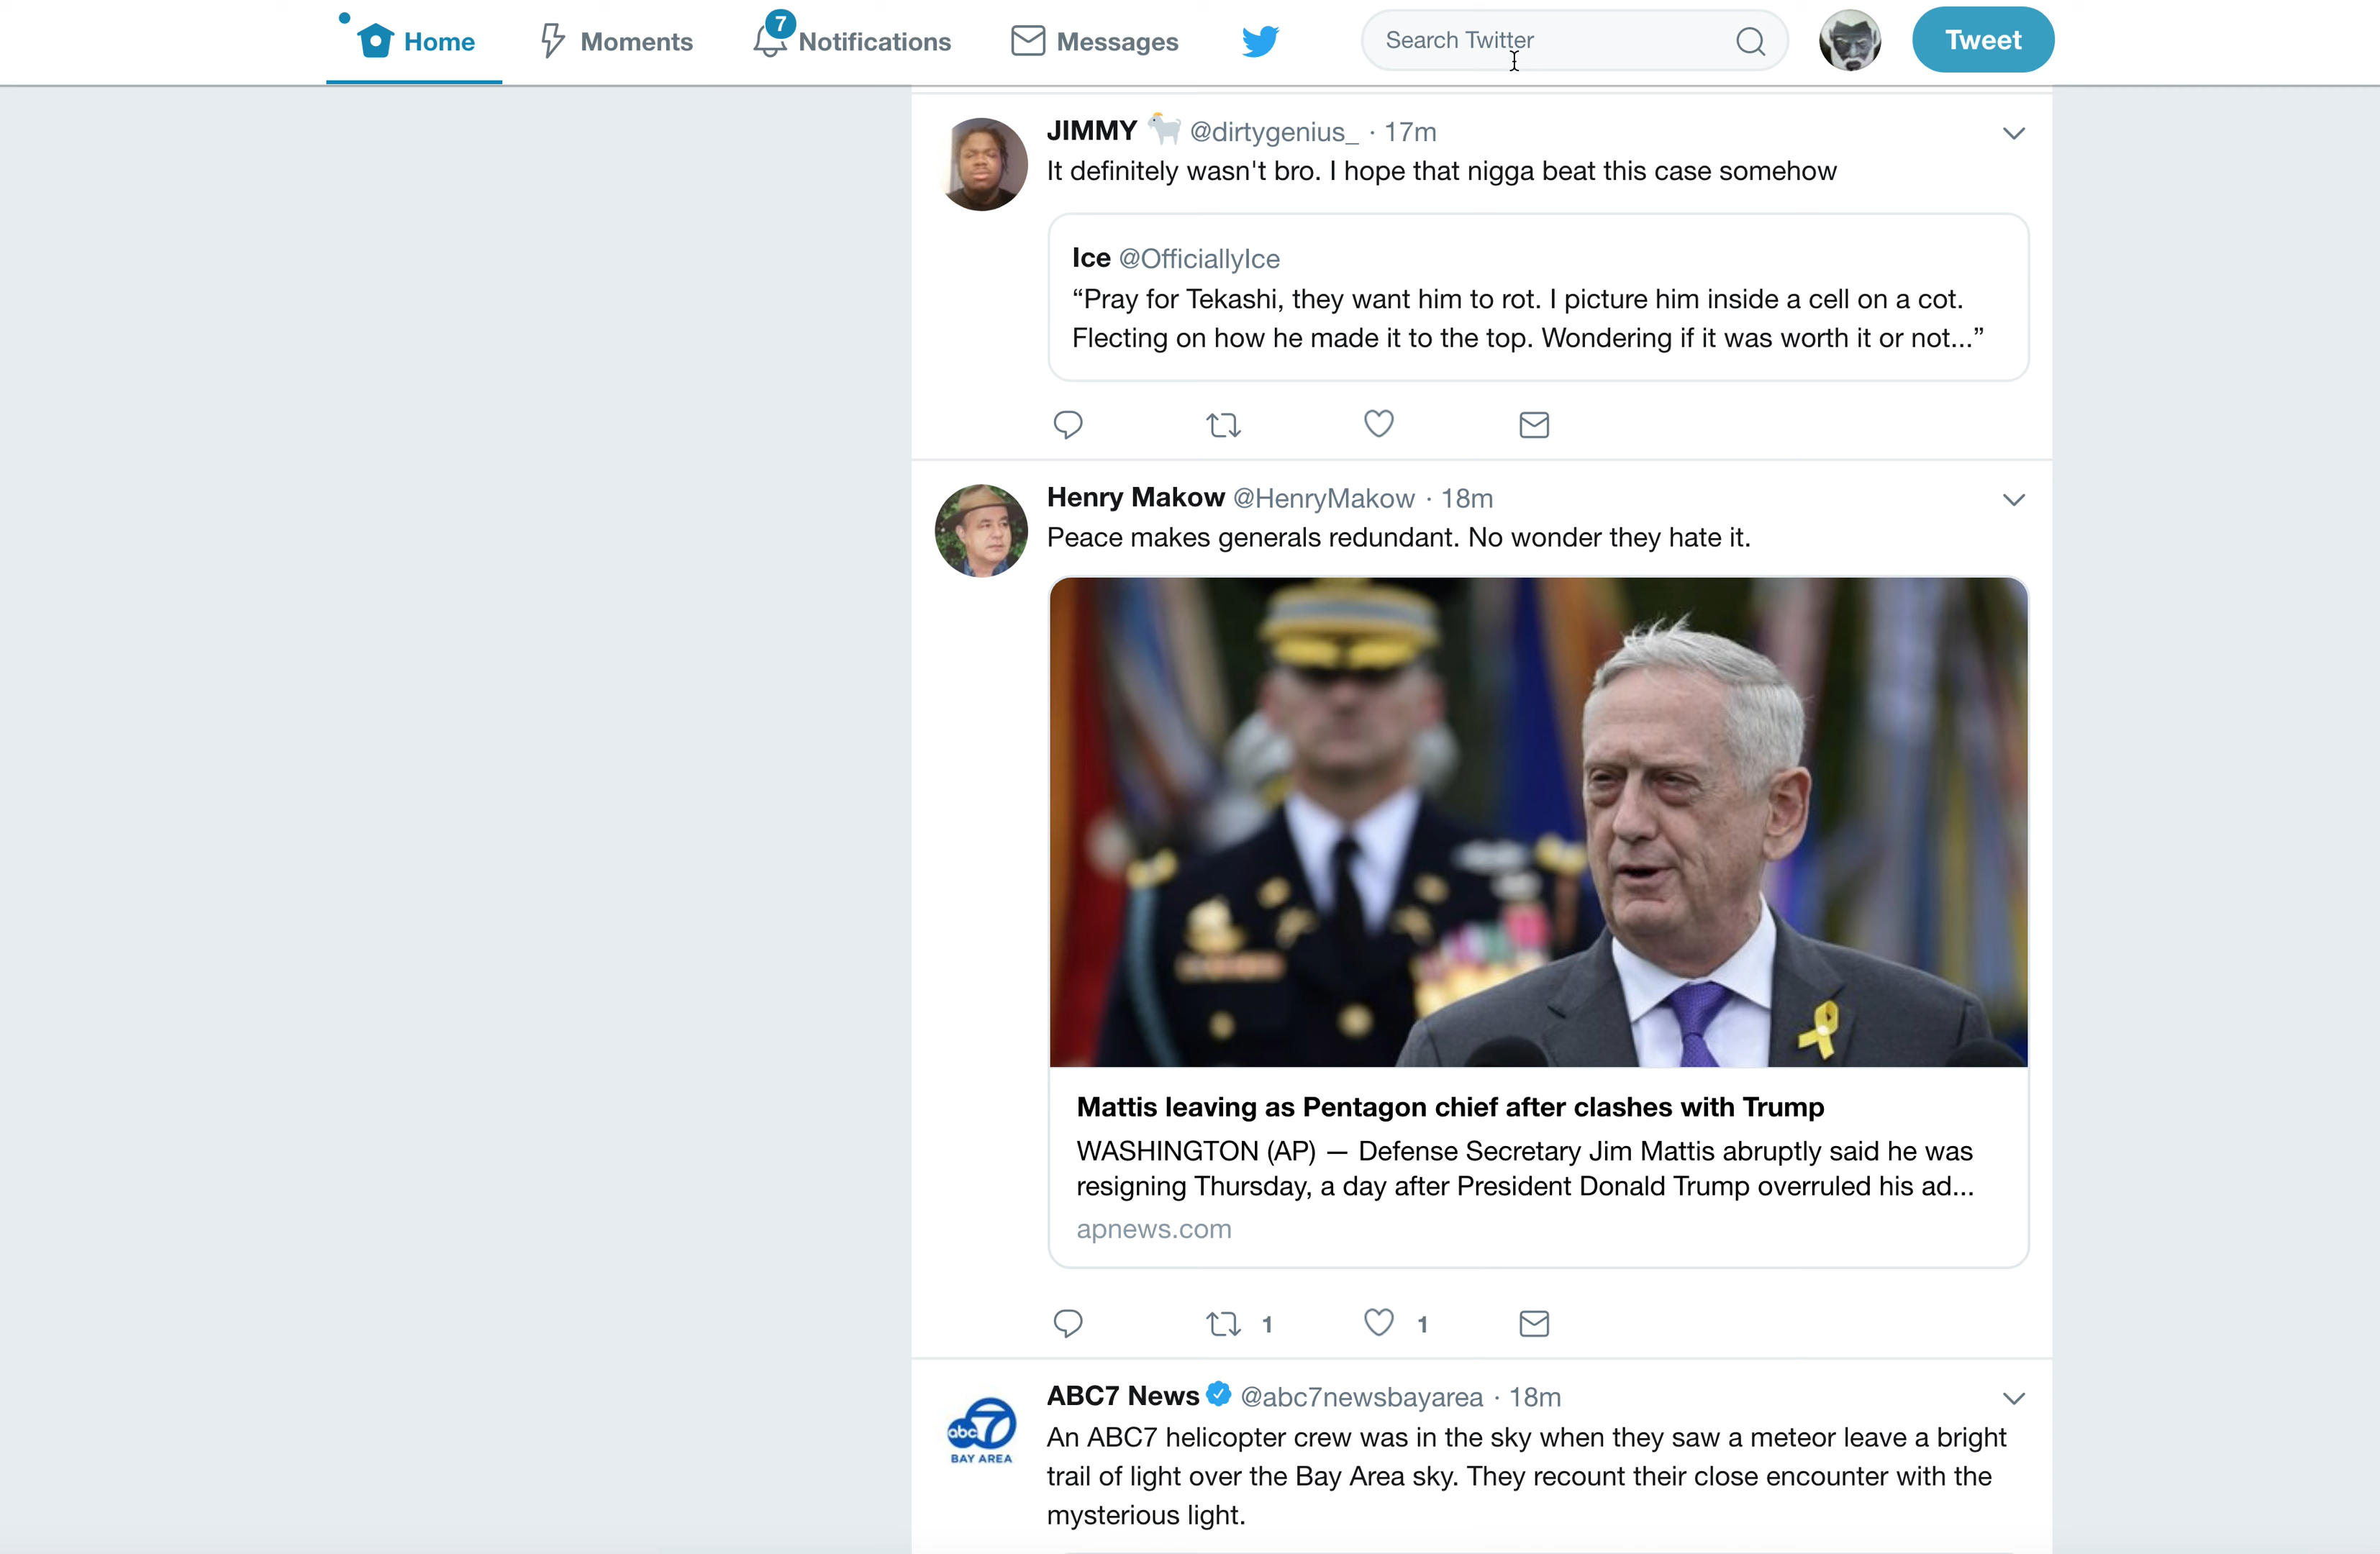 Home
Moments
7
Notifications
Messages
Search Twitter
Tweet
JIMMY 🐐 @dirtygenius_ · 17m
It definitely wasn't bro. I hope that nigga beat this case somehow
Ice @OfficiallyIce
“Pray for Tekashi, they want him to rot. I picture him inside a cell on a cot.
Flecting on how he made it to the top. Wondering if it was worth it or not...”
Henry Makow @HenryMakow · 18m
Peace makes generals redundant. No wonder they hate it.
Mattis leaving as Pentagon chief after clashes with Trump
WASHINGTON (AP) — Defense Secretary Jim Mattis abruptly said he was
resigning Thursday, a day after President Donald Trump overruled his ad...
apnews.com
1
1
ABC7 News @abc7newsbayarea · 18m
abc 7
BAY AREA
An ABC7 helicopter crew was in the sky when they saw a meteor leave a bright
trail of light over the Bay Area sky. They recount their close encounter with the
mysterious light.